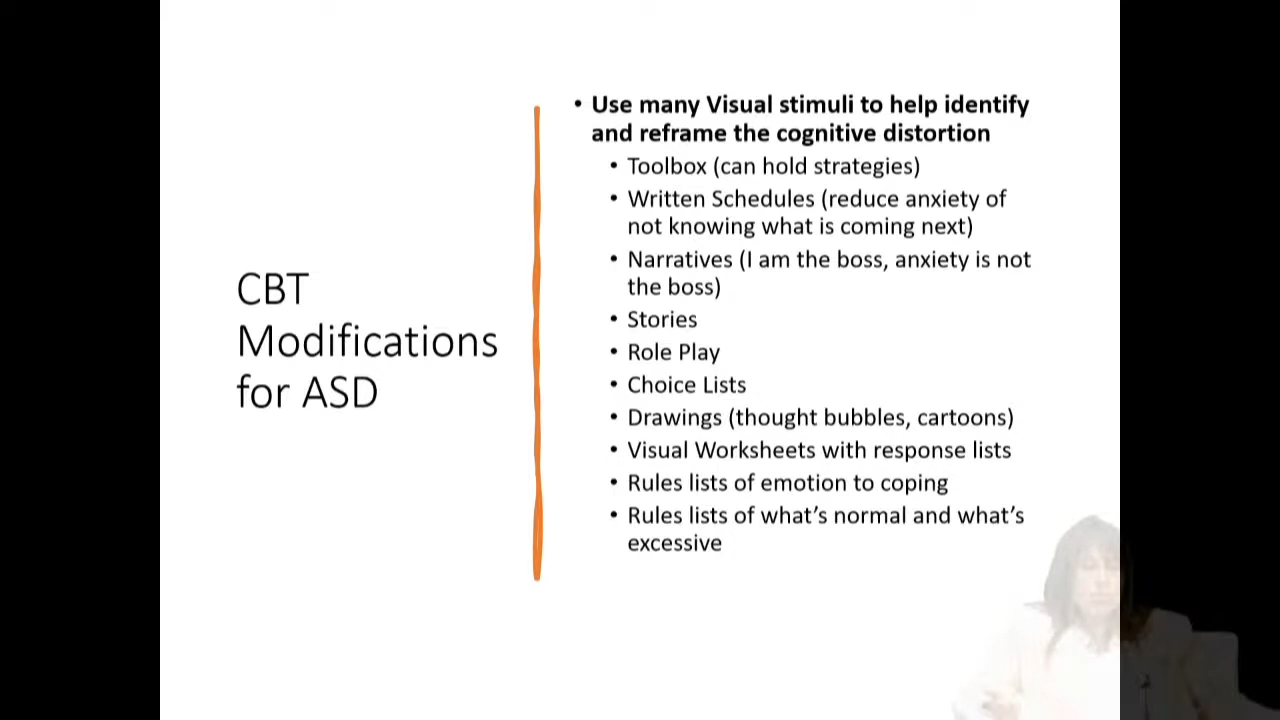 CBT
Modifications
for ASD
• Use many Visual stimuli to help identify
and reframe the cognitive distortion
• Toolbox (can hold strategies)
• Written Schedules (reduce anxiety of
not knowing what is coming next)
• Narratives (I am the boss, anxiety is not
the boss)
• Stories
• Role Play
• Choice Lists
• Drawings (thought bubbles, cartoons)
• Visual Worksheets with response lists
• Rules lists of emotion to coping
• Rules lists of what’s normal and what’s
excessive